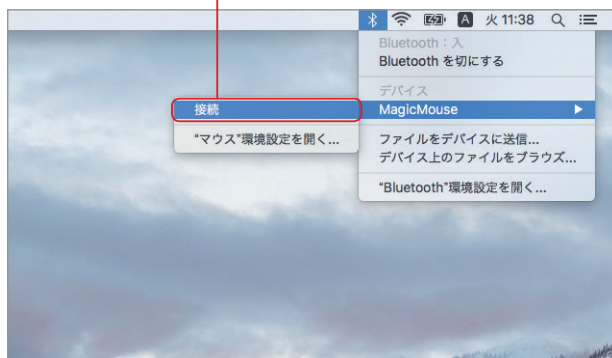 火 11:38
Bluetooth：入
Bluetooth を切にする
デバイス
MagicMouse
接続
"マウス"環境設定を開く...
ファイルをデバイスに送信...
デバイス上のファイルをブラウズ...
"Bluetooth"環境設定を開く...